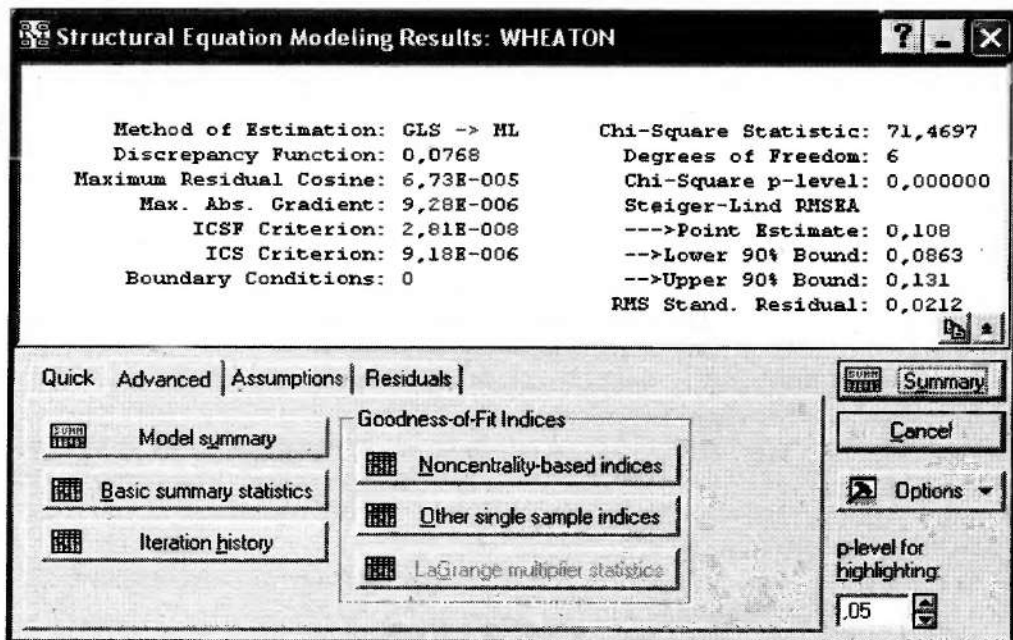 Structural Equation Modeling Results: WHEATON
Method of Estimation: GLS -> ML
Discrepancy Function: 0,0768
Maximum Residual Cosine: 6,73E-005
Max. Abs. Gradient: 9,28E-006
ICSF Criterion: 2,81E-008
ICS Criterion: 9,18E-006
Boundary Conditions: 0
Chi-Square Statistic: 71,4697
Degrees of Freedom: 6
Chi-Square p-level: 0,000000
Steiger-Lind RMSEA
--->Point Estimate: 0,108
-->Lower 90% Bound: 0,0863
-->Upper 90% Bound: 0,131
RMS Stand. Residual: 0,0212
Quick Advanced Assumptions Residuals
Model summary
Basic summary statistics
Iteration history
Goodness-of-Fit Indices
Noncentrality-based indices
Other single sample indices
LaGrange multiplier statistics
Summary
Cancel
Options
p-level for
highlighting:
,05